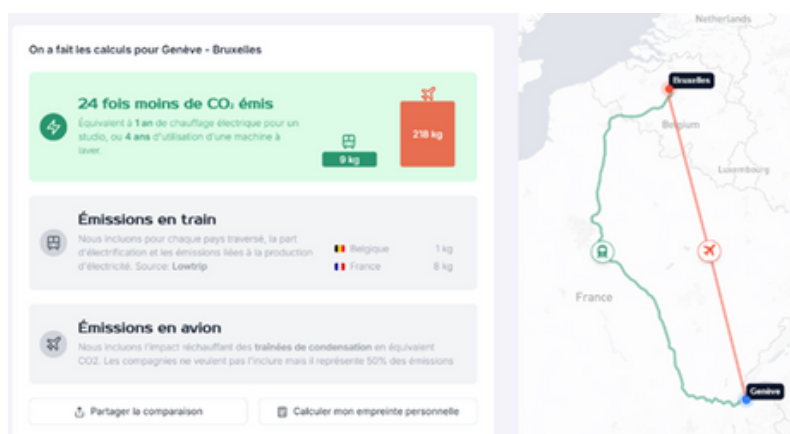 On a fait les calculs pour Genève - Bruxelles
24 fois moins de CO₂ émis
Équivalent à 1 an de chauffage électrique pour un
studio, ou 4 ans d'utilisation d'une machine à
laver.
9 kg
218 kg
Émissions en train
Nous incluons pour chaque pays traversé, la part
d'électrification et les émissions liées à la production
d'électricité. Source: Lowtrip
Belgique 1 kg
France 8 kg
Émissions en avion
Nous incluons l'impact réchauffant des traînées de condensation en équivalent
CO2. Les compagnies ne veulent pas l'inclure mais il représente 50% des émissions
Partager la comparaison
Calculer mon empreinte personnelle
Netherlands
Bruxelles
Belgium
Luxembourg
France
Genève